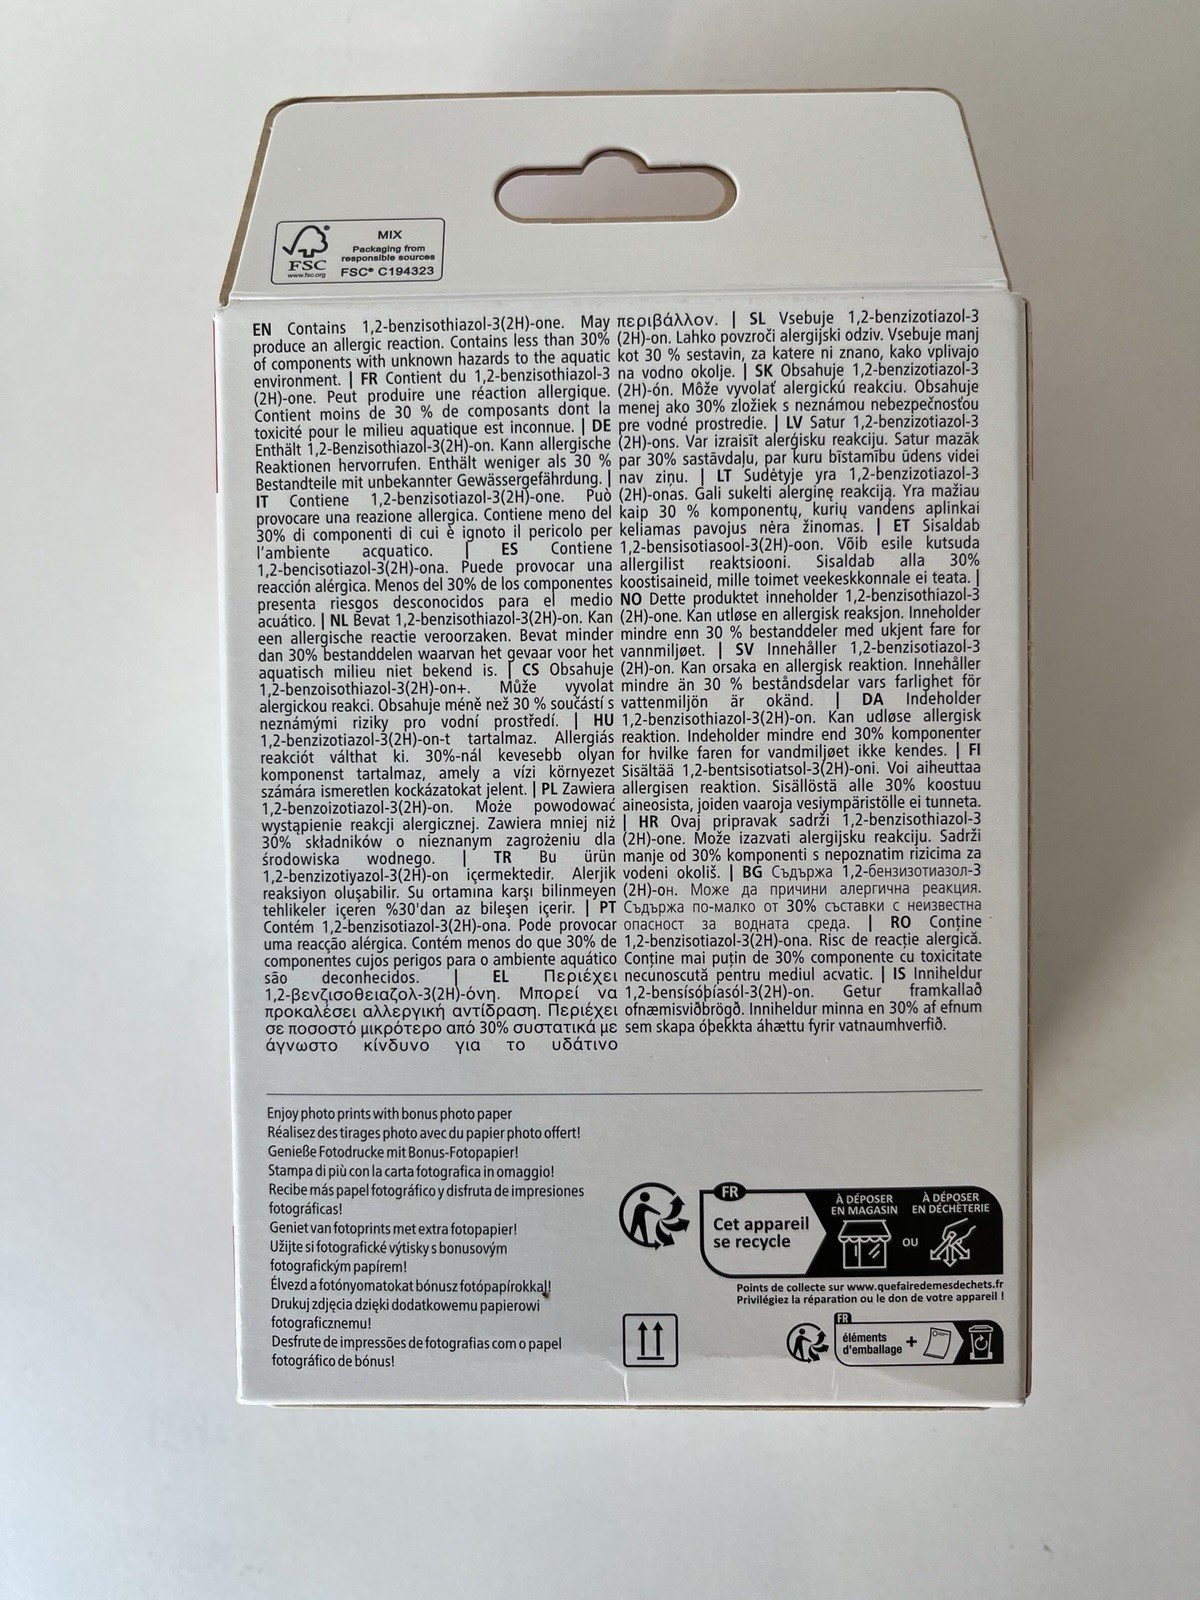 FSC
www.fsc.org
MIX
Packaging from
responsible sources
FSC® C194323
EN Contains 1,2-benzisothiazol-3(2H)-one. May
produce an allergic reaction. Contains less than 30%
of components with unknown hazards to the aquatic
environment. | FR Contient du 1,2-benzisothiazol-3
(2H)-one. Peut produire une réaction allergique.
Contient moins de 30 % de composants dont la
toxicité pour le milieu aquatique est inconnue. | DE
Enthält 1,2-Benzisothiazol-3(2H)-on. Kann allergische
Reaktionen hervorrufen. Enthält weniger als 30 %
Bestandteile mit unbekannter Gewässergefährdung. |
IT Contiene 1,2-benzisotiazol-3(2H)-one. Può
provocare una reazione allergica. Contiene meno del
30% di componenti di cui è ignoto il pericolo per
l'ambiente acquatico. | ES Contiene
1,2-bencisotiazol-3(2H)-ona. Puede provocar una
reacción alérgica. Menos del 30% de los componentes
presenta riesgos desconocidos para el medio
acuático. | NL Bevat 1,2-benzisothiazol-3(2H)-on. Kan
een allergische reactie veroorzaken. Bevat minder
dan 30% bestanddelen waarvan het gevaar voor het
aquatisch milieu niet bekend is. | CS Obsahuje
1,2-benzoisothiazol-3(2H)-on+. Může vyvolat
alergickou reakci. Obsahuje méně než 30 % součástí s
neznámými riziky pro vodní prostředí. | HU
1,2-benzizotiazol-3(2H)-on-t tartalmaz. Allergiás
reakciót válthat ki. 30%-nál kevesebb olyan
komponenst tartalmaz, amely a vízi környezet
számára ismeretlen kockázatokat jelent. | PL Zawiera
1,2-benzoizotiazol-3(2H)-on. Może powodować
wystąpienie reakcji alergicznej. Zawiera mniej niż
30% składników o nieznanym zagrożeniu dla
środowiska wodnego. | TR Bu ürün
1,2-benzizotiyazol-3(2H)-on içermektedir. Alerjik
reaksiyon oluşabilir. Su ortamına karşı bilinmeyen
tehlikeler içeren %30'dan az bileşen içerir. | PT
Contém 1,2-benzisotiazol-3(2H)-ona. Pode provocar
uma reacção alérgica. Contém menos do que 30% de
componentes cujos perigos para o ambiente aquático
são deconhecidos. | EL Περιέχει
1,2-βενζισοθειαζολ-3(2H)-όνη. Μπορεί να
προκαλέσει αλλεργική αντίδραση. Περιέχει
σε ποσοστό μικρότερο από 30% συστατικά με
άγνωστο κίνδυνο για το υδάτινο
περιβάλλον. | SL Vsebuje 1,2-benzizotiazol-3
(2H)-on. Lahko povzroči alergijski odziv. Vsebuje manj
kot 30 % sestavin, za katere ni znano, kako vplivajo
na vodno okolje. | SK Obsahuje 1,2-benzizotiazol-3
(2H)-ón. Môže vyvolať alergickú reakciu. Obsahuje
menej ako 30% zložiek s neznámou nebezpečnosťou
pre vodné prostredie. | LV Satur 1,2-benzizotiazol-3
(2H)-ons. Var izraisīt alerģisku reakciju. Satur mazāk
par 30% sastāvdaļu, par kuru bīstamību ūdens videi
nav ziņu. | LT Sudėtyje yra 1,2-benzizotiazol-3
(2H)-onas. Gali sukelti alerginę reakciją. Yra mažiau
kaip 30 % komponentų, kurių vandens aplinkai
keliamas pavojus nėra žinomas. | ET Sisaldab
1,2-bensisotiasool-3(2H)-oon. Võib esile kutsuda
allergilist reaktsiooni. Sisaldab alla 30%
koostisaineid, mille toimet veekeskkonnale ei teata. |
NO Dette produktet inneholder 1,2-benzisothiazol-3
(2H)-one. Kan utløse en allergisk reaksjon. Inneholder
mindre enn 30 % bestanddeler med ukjent fare for
vannmiljøet. | SV Innehåller 1,2-benzisotiazol-3
(2H)-on. Kan orsaka en allergisk reaktion. Innehåller
mindre än 30 % beståndsdelar vars farlighet för
vattenmiljön är okänd. | DA Indeholder
1,2-benzisothiazol-3(2H)-on. Kan udløse allergisk
reaktion. Indeholder mindre end 30% komponenter
for hvilke faren for vandmiljøet ikke kendes. | FI
Sisältää 1,2-bentsisotiatsol-3(2H)-oni. Voi aiheuttaa
allergisen reaktion. Sisällöstä alle 30% koostuu
aineosista, joiden vaaroja vesiympäristölle ei tunneta.
| HR Ovaj pripravak sadrži 1,2-benzisothiazol-3
(2H)-one. Može izazvati alergijsku reakciju. Sadrži
manje od 30% komponenti s nepoznatim rizicima za
vodeni okoliš. | BG Съдържа 1,2-бензизотиазол-3
(2H)-он. Може да причини алергична реакция.
Съдържа по-малко от 30% съставки с неизвестна
опасност за водната среда. | RO Conține
1,2-benzisotiazol-3(2H)-ona. Risc de reacție alergică.
Conține mai puțin de 30% componente cu toxicitate
necunoscută pentru mediul acvatic. | IS Inniheldur
1,2-bensísóþíasól-3(2H)-on. Getur framkallað
ofnæmisviðbrögð. Inniheldur minna en 30% af efnum
sem skapa óþekkta áhættu fyrir vatnaumhverfið.
Enjoy photo prints with bonus photo paper
Réalisez des tirages photo avec du papier photo offert!
Genieße Fotodrucke mit Bonus-Fotopapier!
Stampa di più con la carta fotografica in omaggio!
Recibe más papel fotográfico y disfruta de impresiones
fotográficas!
Geniet van fotoprints met extra fotopapier!
Užijte si fotografické výtisky s bonusovým
fotografickým papírem!
Élvezd a fotónyomatokat bónusz fotópapírokkal!
Drukuj zdjęcia dzięki dodatkowemu papierowi
fotograficznemu!
Desfrute de impressões de fotografias com o papel
fotográfico de bónus!
FR
Cet appareil
se recycle
À DÉPOSER
EN MAGASIN
OU
À DÉPOSER
EN DÉCHÈTERIE
Points de collecte sur www.quefairedemesdechets.fr
Privilégiez la réparation ou le don de votre appareil !
FR
éléments
d'emballage +